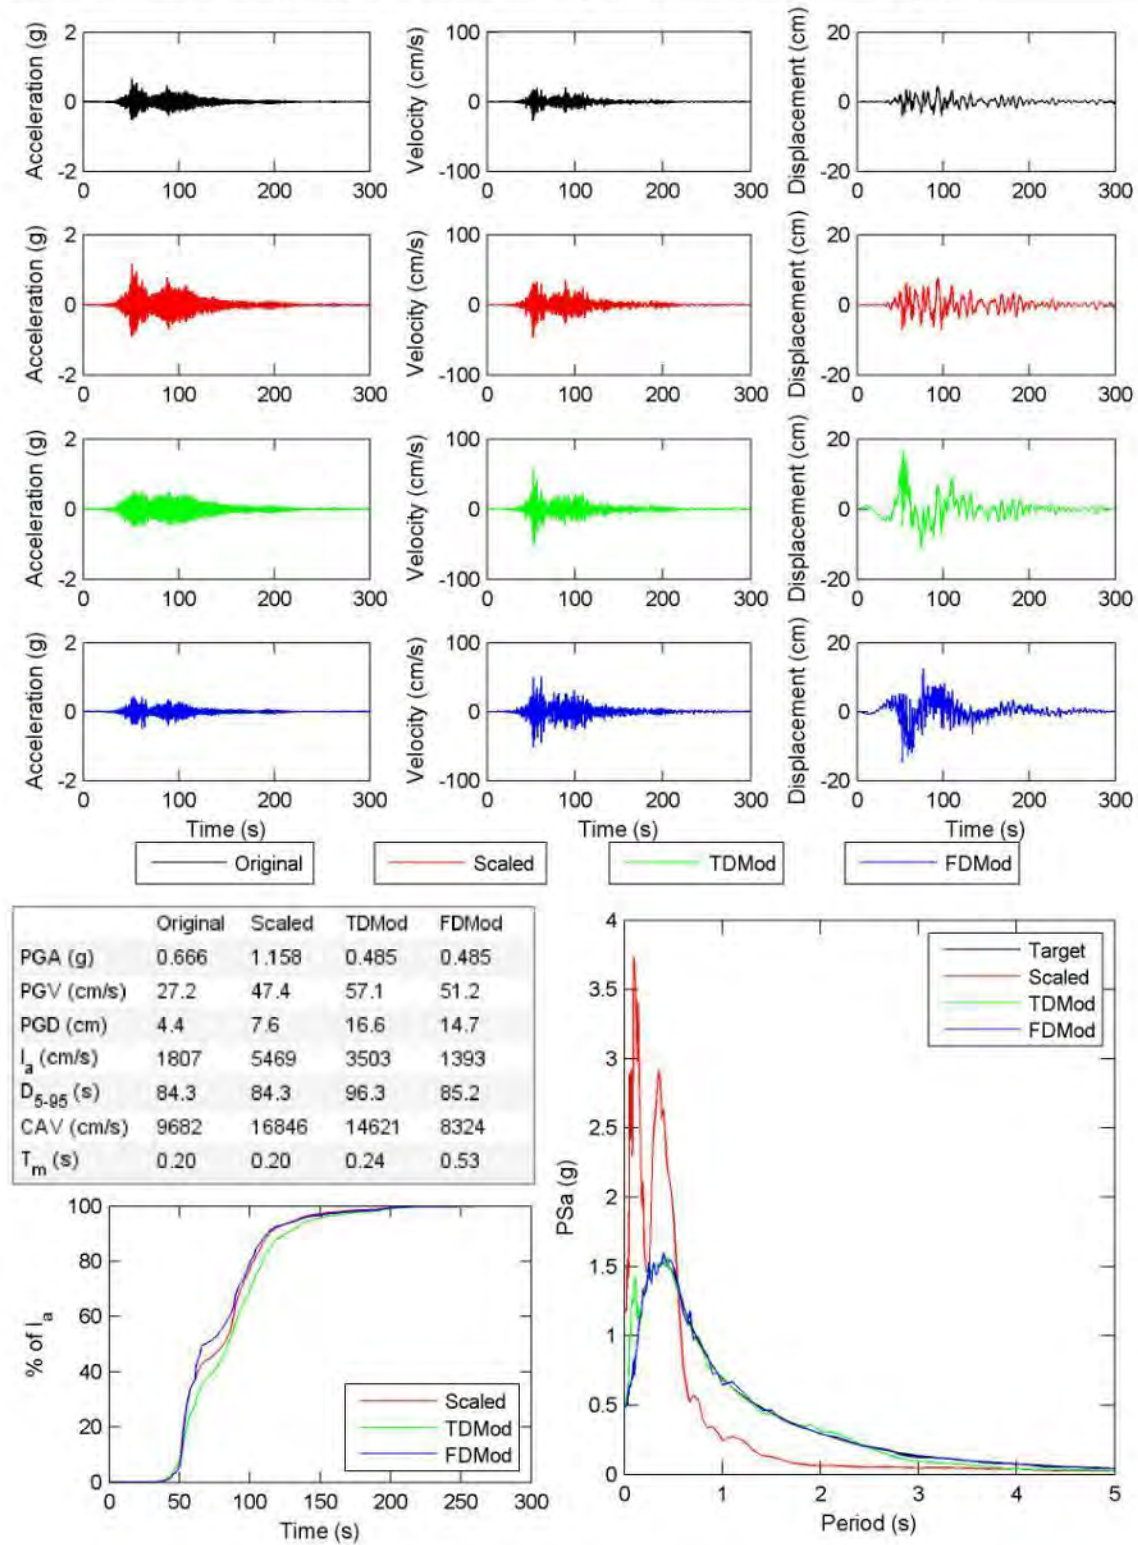 Acceleration (g)
2
0
-2
0 100 200 300
Velocity (cm/s)
100
0
-100
0 100 200 300
Displacement (cm)
20
0
-20
0 100 200 300
Acceleration (g)
2
0
-2
0 100 200 300
Velocity (cm/s)
100
0
-100
0 100 200 300
Displacement (cm)
20
0
-20
0 100 200 300
Acceleration (g)
2
0
-2
0 100 200 300
Velocity (cm/s)
100
0
-100
0 100 200 300
Displacement (cm)
20
0
-20
0 100 200 300
Acceleration (g)
2
0
-2
0 100 200 300
Time (s)
Velocity (cm/s)
100
0
-100
0 100 200 300
Time (s)
Displacement (cm)
20
0
-20
0 100 200 300
Time (s)
Original Scaled TDMod FDMod
Original Scaled TDMod FDMod
PGA (g) 0.666 1.158 0.485 0.485
PGV (cm/s) 27.2 47.4 57.1 51.2
PGD (cm) 4.4 7.6 16.6 14.7
Ia (cm/s) 1807 5469 3503 1393
D5-95 (s) 84.3 84.3 96.3 85.2
CAV (cm/s) 9682 16846 14621 8324
Tm (s) 0.20 0.20 0.24 0.53
% of Ia
100
80
60
40
20
0
Scaled
TDMod
FDMod
0 50 100 150 200 250 300
Time (s)
PSa (g)
4
3.5
3
2.5
2
1.5
1
0.5
0
Target
Scaled
TDMod
FDMod
0 1 2 3 4 5
Period (s)